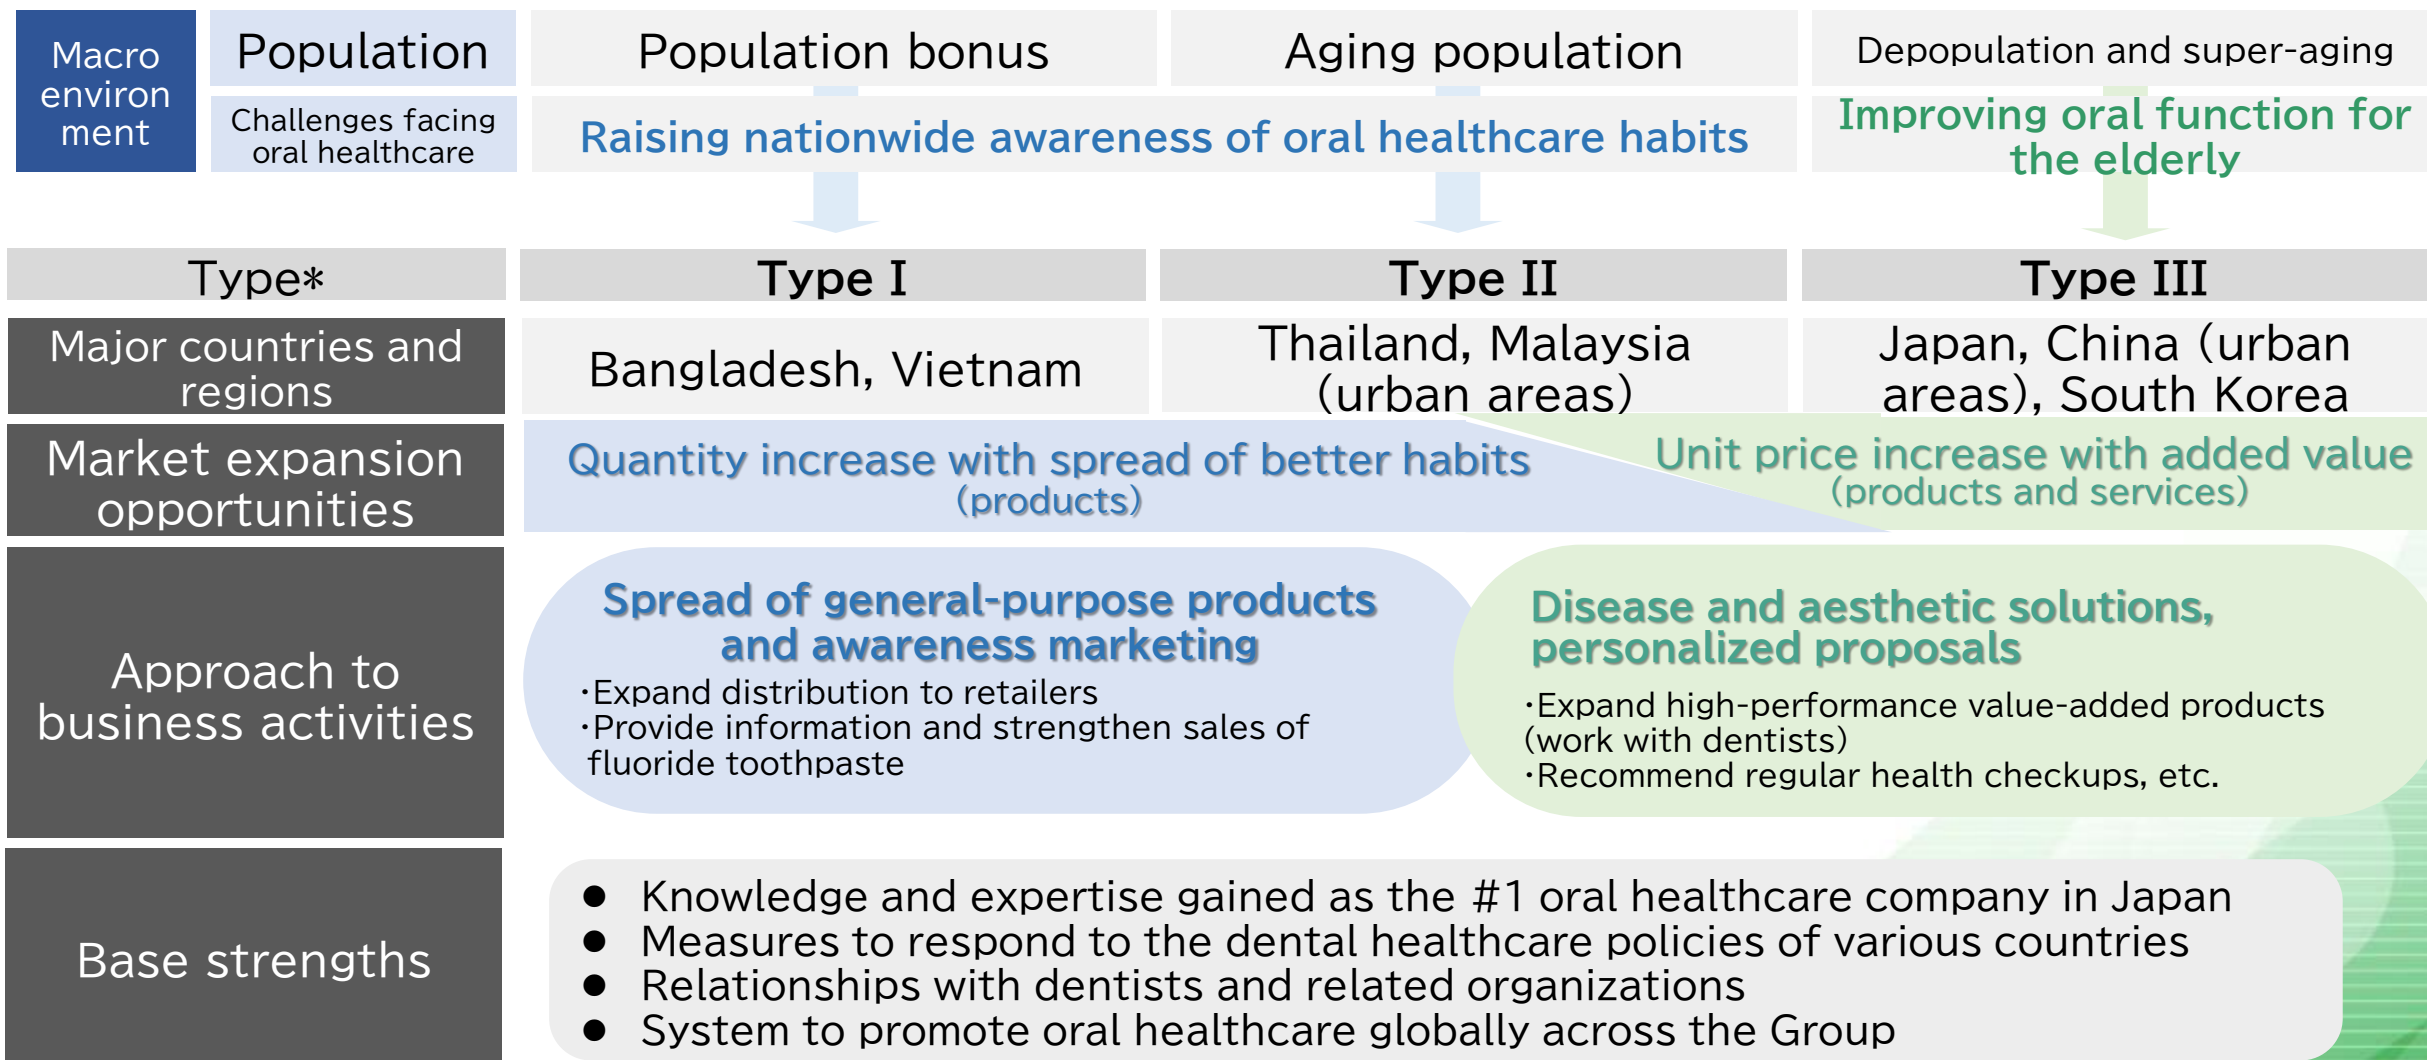 Macro
environ
ment
Population
Population bonus
Aging population
Depopulation and super-aging
Challenges facing
oral healthcare
Raising nationwide awareness of oral healthcare habits
Improving oral function for
the elderly
Type*
Type I
Type II
Type III
Major countries and
regions
Bangladesh, Vietnam
Thailand, Malaysia
(urban areas)
Japan, China (urban
areas), South Korea
Market expansion
opportunities
Quantity increase with spread of better habits
(products)
Unit price increase with added value
(products and services)
Approach to
business activities
Spread of general-purpose products
and awareness marketing
・Expand distribution to retailers
・Provide information and strengthen sales of
fluoride toothpaste
Disease and aesthetic solutions,
personalized proposals
・Expand high-performance value-added products
(work with dentists)
・Recommend regular health checkups, etc.
Base strengths
● Knowledge and expertise gained as the #1 oral healthcare company in Japan
● Measures to respond to the dental healthcare policies of various countries
● Relationships with dentists and related organizations
● System to promote oral healthcare globally across the Group